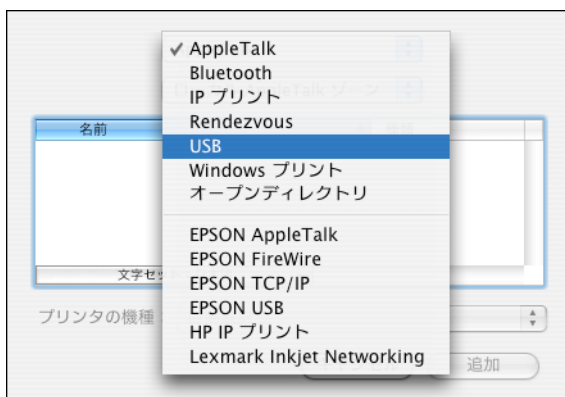 ✓ AppleTalk
Bluetooth
IP プリント
Rendezvous
USB
Windows プリント
オープンディレクトリ
EPSON AppleTalk
EPSON FireWire
EPSON TCP/IP
EPSON USB
HP IP プリント
Lexmark Inkjet Networking
名前
文字セ
プリンタの機種
追加